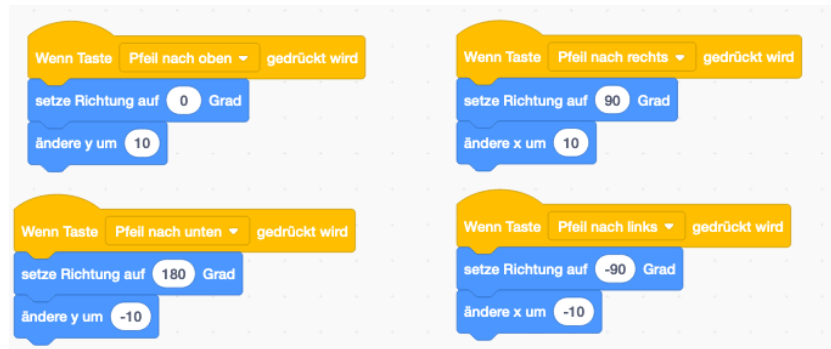 Wenn Taste Pfeil nach oben gedrückt wird
setze Richtung auf 0 Grad
ändere y um 10
Wenn Taste Pfeil nach rechts gedrückt wird
setze Richtung auf 90 Grad
ändere x um 10
Wenn Taste Pfeil nach unten gedrückt wird
setze Richtung auf 180 Grad
ändere y um -10
Wenn Taste Pfeil nach links gedrückt wird
setze Richtung auf -90 Grad
ändere x um -10